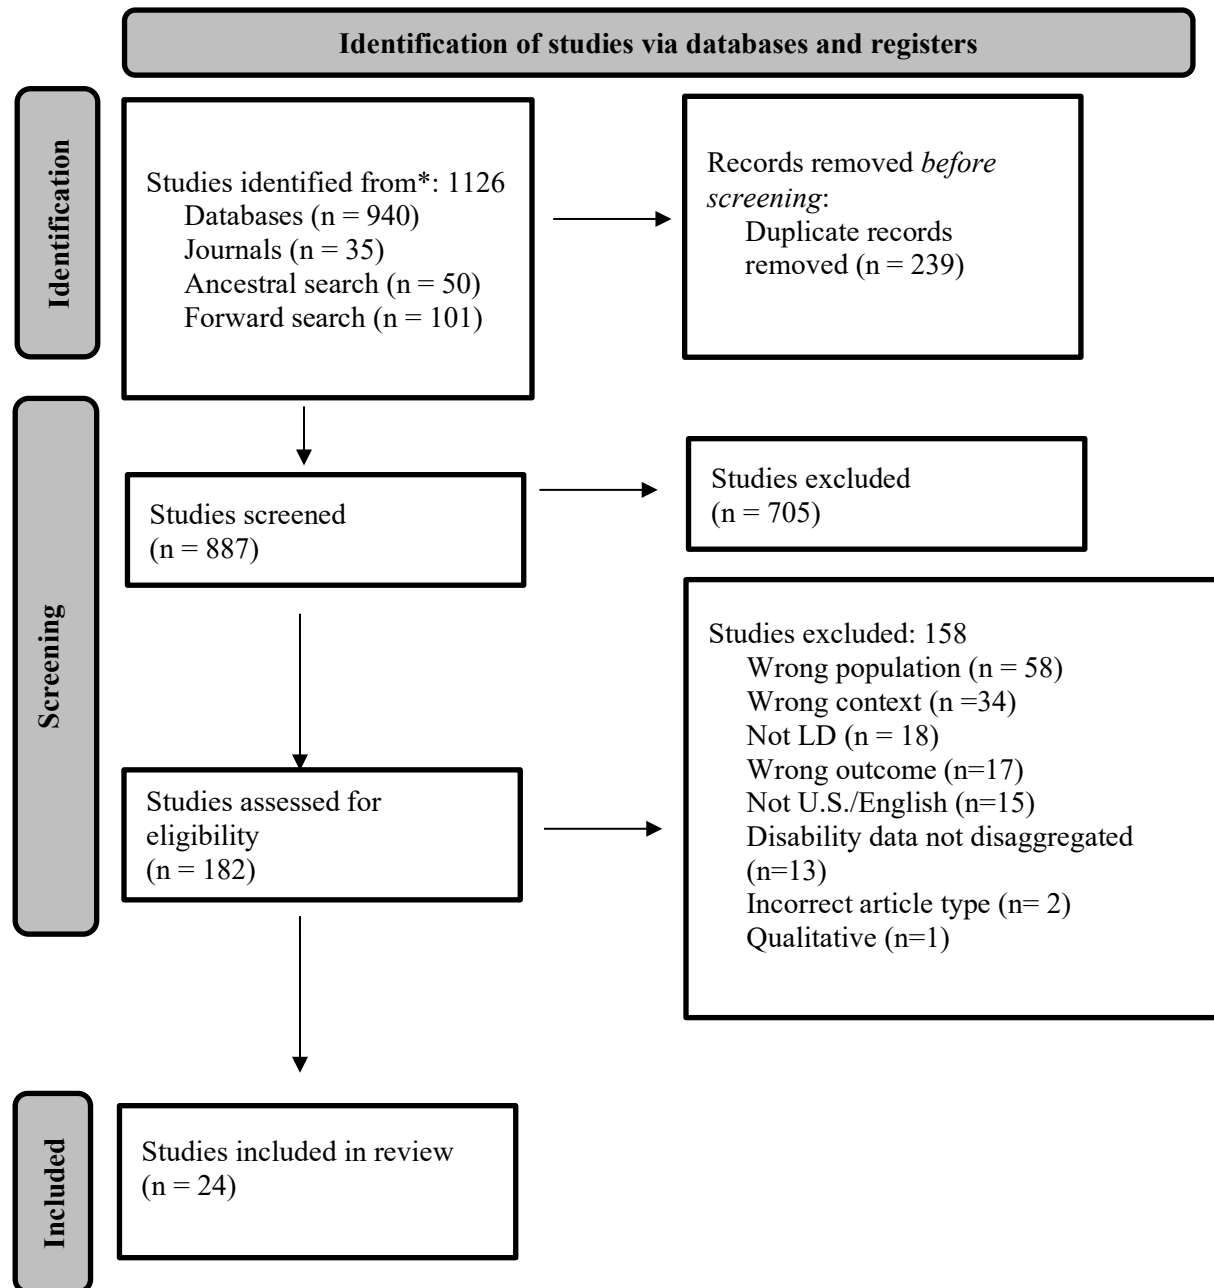 Identification of studies via databases and registers
Identification
Studies identified from*: 1126
Databases (n = 940)
Journals (n = 35)
Ancestral search (n = 50)
Forward search (n = 101)
Records removed before
screening:
Duplicate records
removed (n = 239)
Screening
Studies screened
(n = 887)
Studies excluded
(n = 705)
Studies assessed for
eligibility
(n = 182)
Studies excluded: 158
Wrong population (n = 58)
Wrong context (n =34)
Not LD (n = 18)
Wrong outcome (n=17)
Not U.S./English (n=15)
Disability data not disaggregated
(n=13)
Incorrect article type (n= 2)
Qualitative (n=1)
Included
Studies included in review
(n = 24)